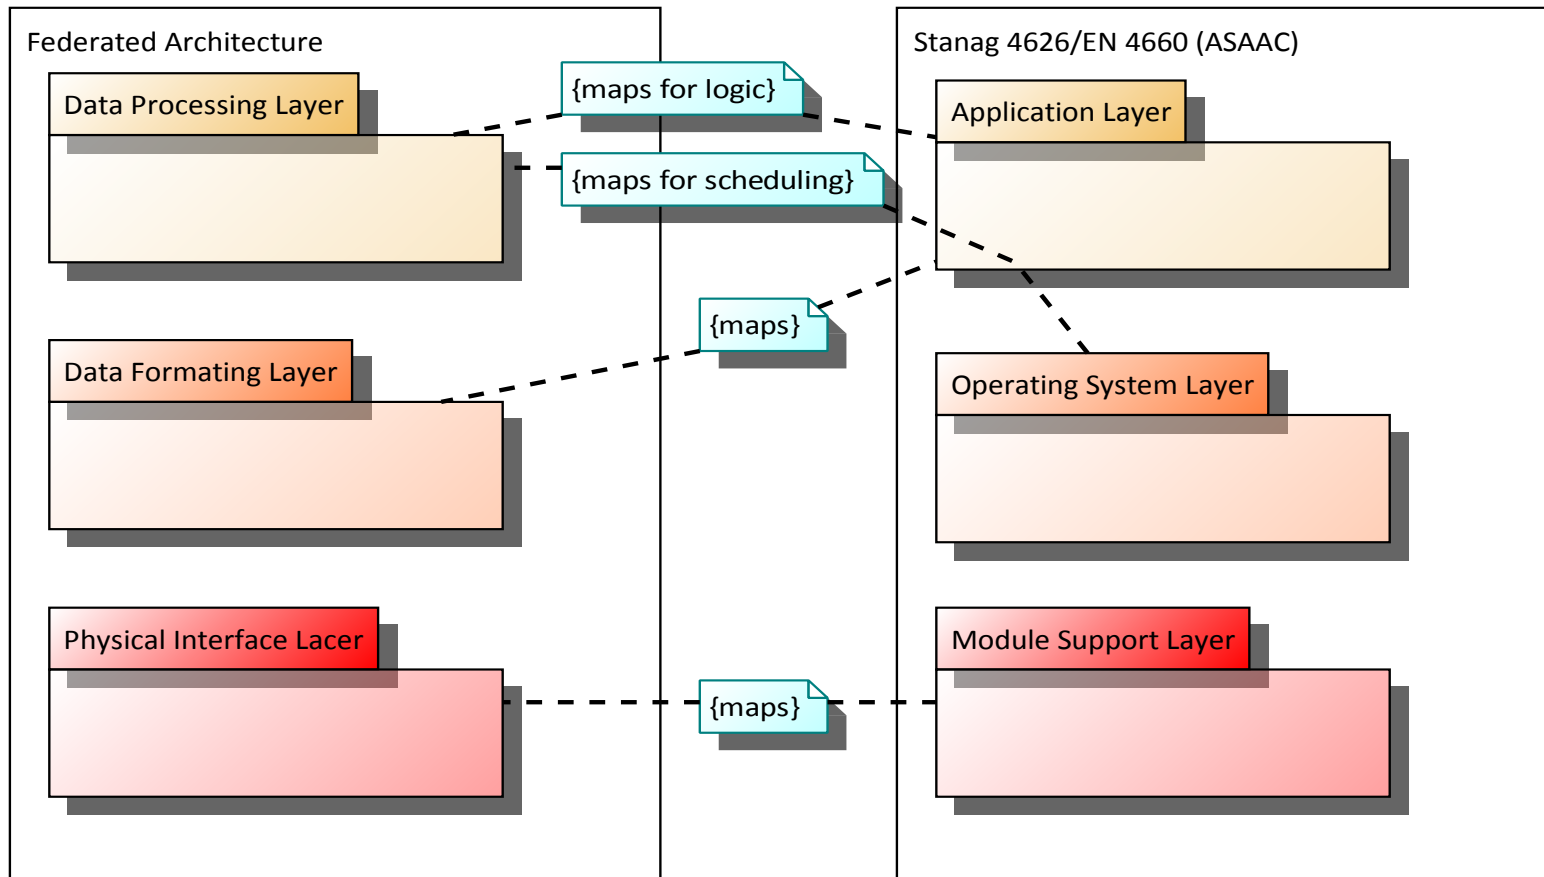 Federated Architecture
Stanag 4626/EN 4660 (ASAAC)
Data Processing Layer
{maps for logic}
Application Layer
{maps for scheduling}
{maps}
Data Formating Layer
Operating System Layer
Physical Interface Lacer
Module Support Layer
{maps}